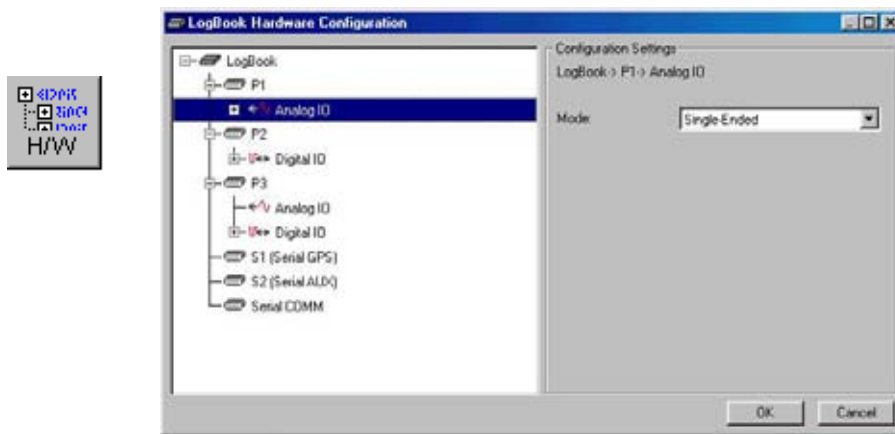 H/W
LogBook Hardware Configuration
LogBook
P1
Analog IO
P2
Digital IO
P3
Analog IO
Digital IO
S1 (Serial GPS)
S2 (Serial AUX)
Serial COMM
Configuration Settings
LogBook > P1 > Analog IO
Mode: Single-Ended
OK Cancel